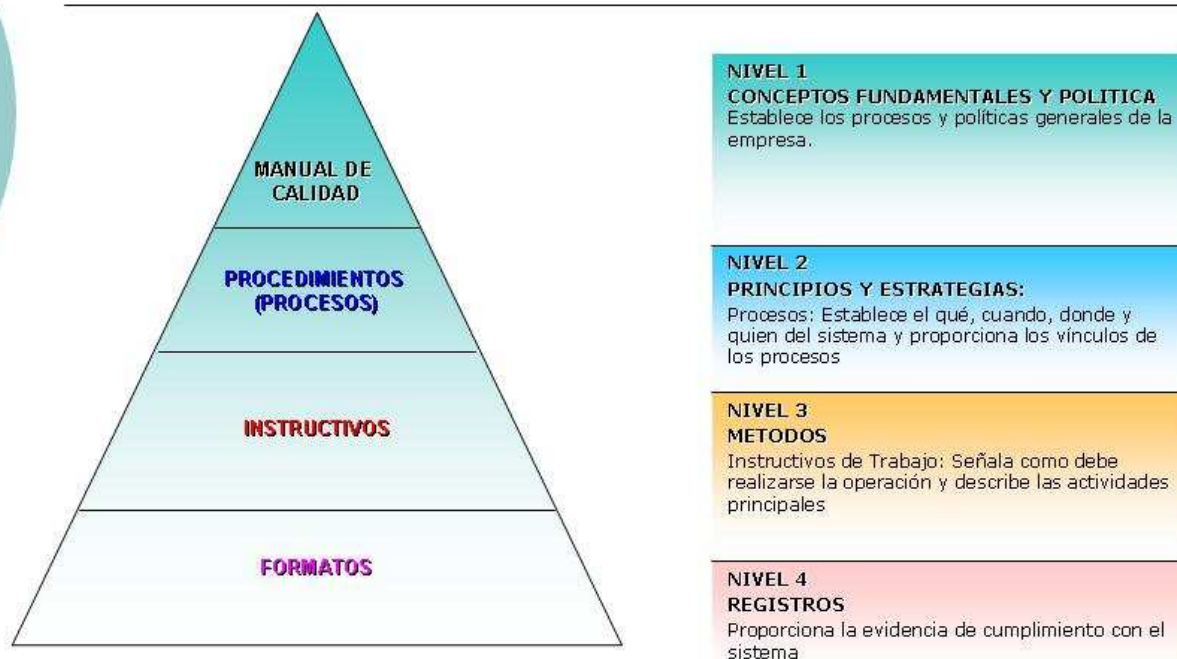 MANUAL DE
CALIDAD
PROCEDIMIENTOS
(PROCESOS)
INSTRUCTIVOS
FORMATOS
NIVEL 1
CONCEPTOS FUNDAMENTALES Y POLITICA
Establece los procesos y políticas generales de la
empresa.
NIVEL 2
PRINCIPIOS Y ESTRATEGIAS:
Procesos: Establece el qué, cuando, donde y
quien del sistema y proporciona los vínculos de
los procesos
NIVEL 3
METODOS
Instructivos de Trabajo: Señala como debe
realizarse la operación y describe las actividades
principales
NIVEL 4
REGISTROS
Proporciona la evidencia de cumplimiento con el
sistema